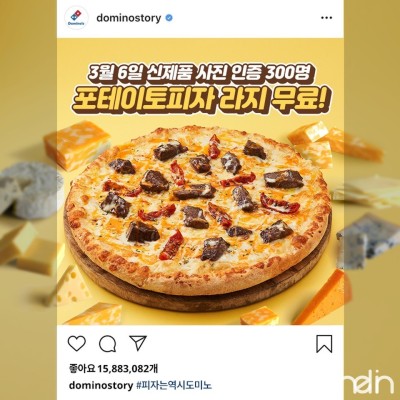 Domino's
dominostory
3월 6일 신제품 사진 인증 300명
포테이토피자 라지 무료!
좋아요 15,883,082개
dominostory #피자는역시도미노